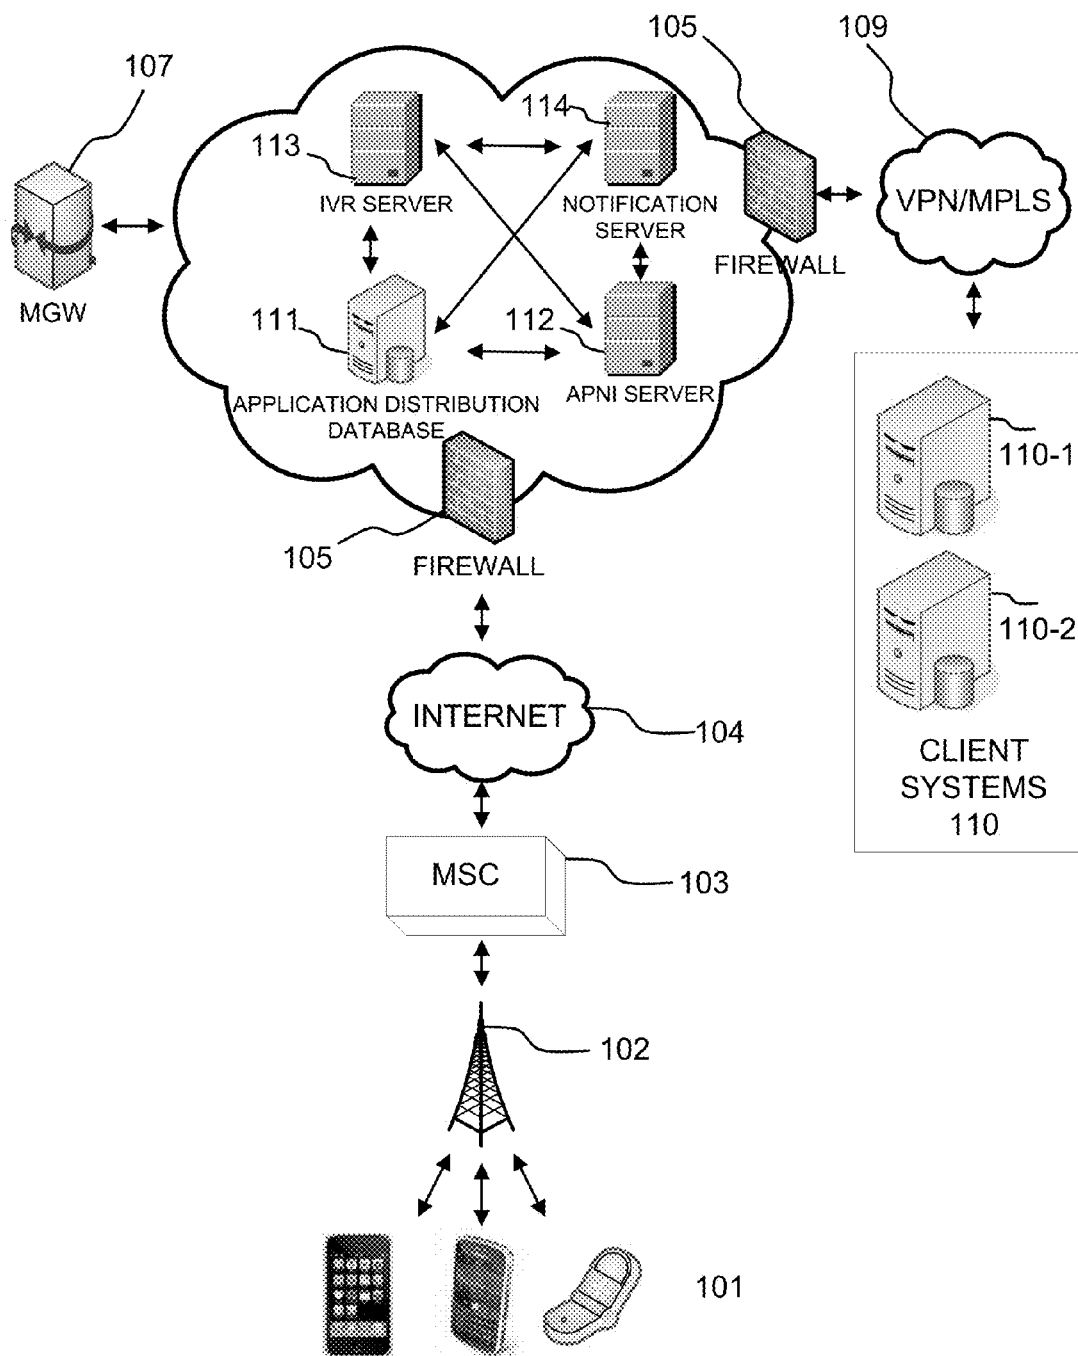 105
109
107
114
113
IVR SERVER
NOTIFICATION
SERVER
VPN/MPLS
FIREWALL
MGW
111
112
APPLICATION DISTRIBUTION
DATABASE
APNI SERVER
110-1
105
FIREWALL
110-2
INTERNET
104
CLIENT
SYSTEMS
110
MSC
103
102
101